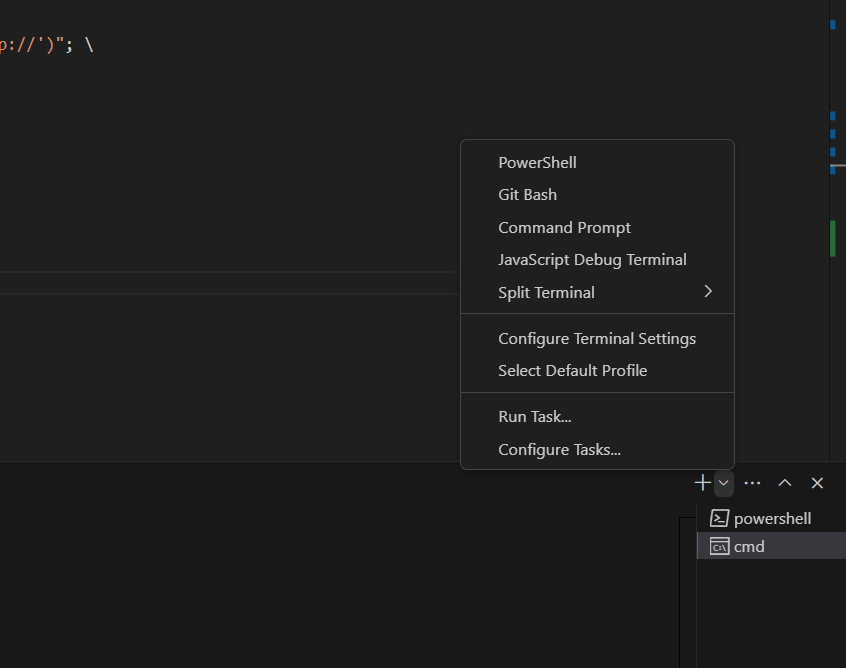 p://')"; \
PowerShell
Git Bash
Command Prompt
JavaScript Debug Terminal
Split Terminal
Configure Terminal Settings
Select Default Profile
Run Task...
Configure Tasks...
powershell
cmd